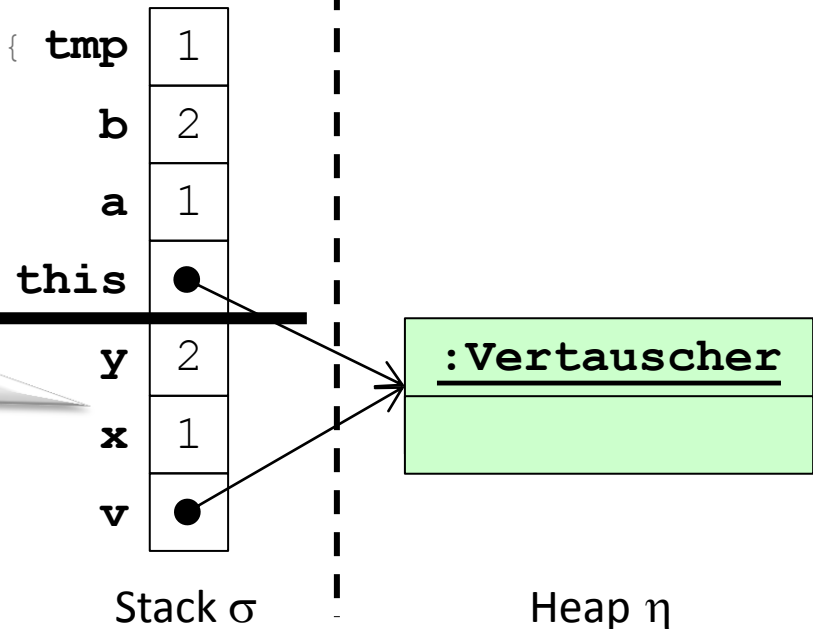 { tmp 1
b 2
a 1
this
y 2
:Vertauscher
x 1
v
Stack σ
Heap η